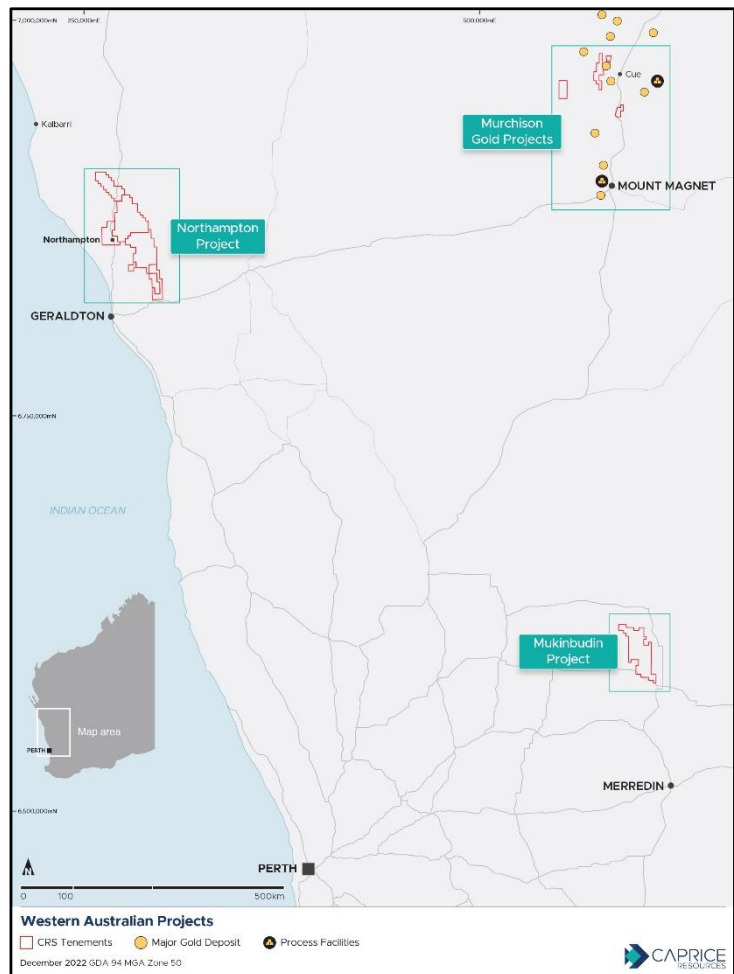 7,000,000mN
250,000mE
500,000mE
Cue
Kalbarri
Murchison
Gold Projects
MOUNT MAGNET
Northampton
Northampton
Project
GERALDTON
6,750,000mN
INDIAN OCEAN
Mukinbudin
Project
Map area
PERTH
MERREDIN
6,500,000mN
PERTH
N
0 100 500km
Western Australian Projects
CRS Tenements Major Gold Deposit Process Facilities
December 2022 GDA 94 MGA Zone 50
CAPRICE
RESOURCES